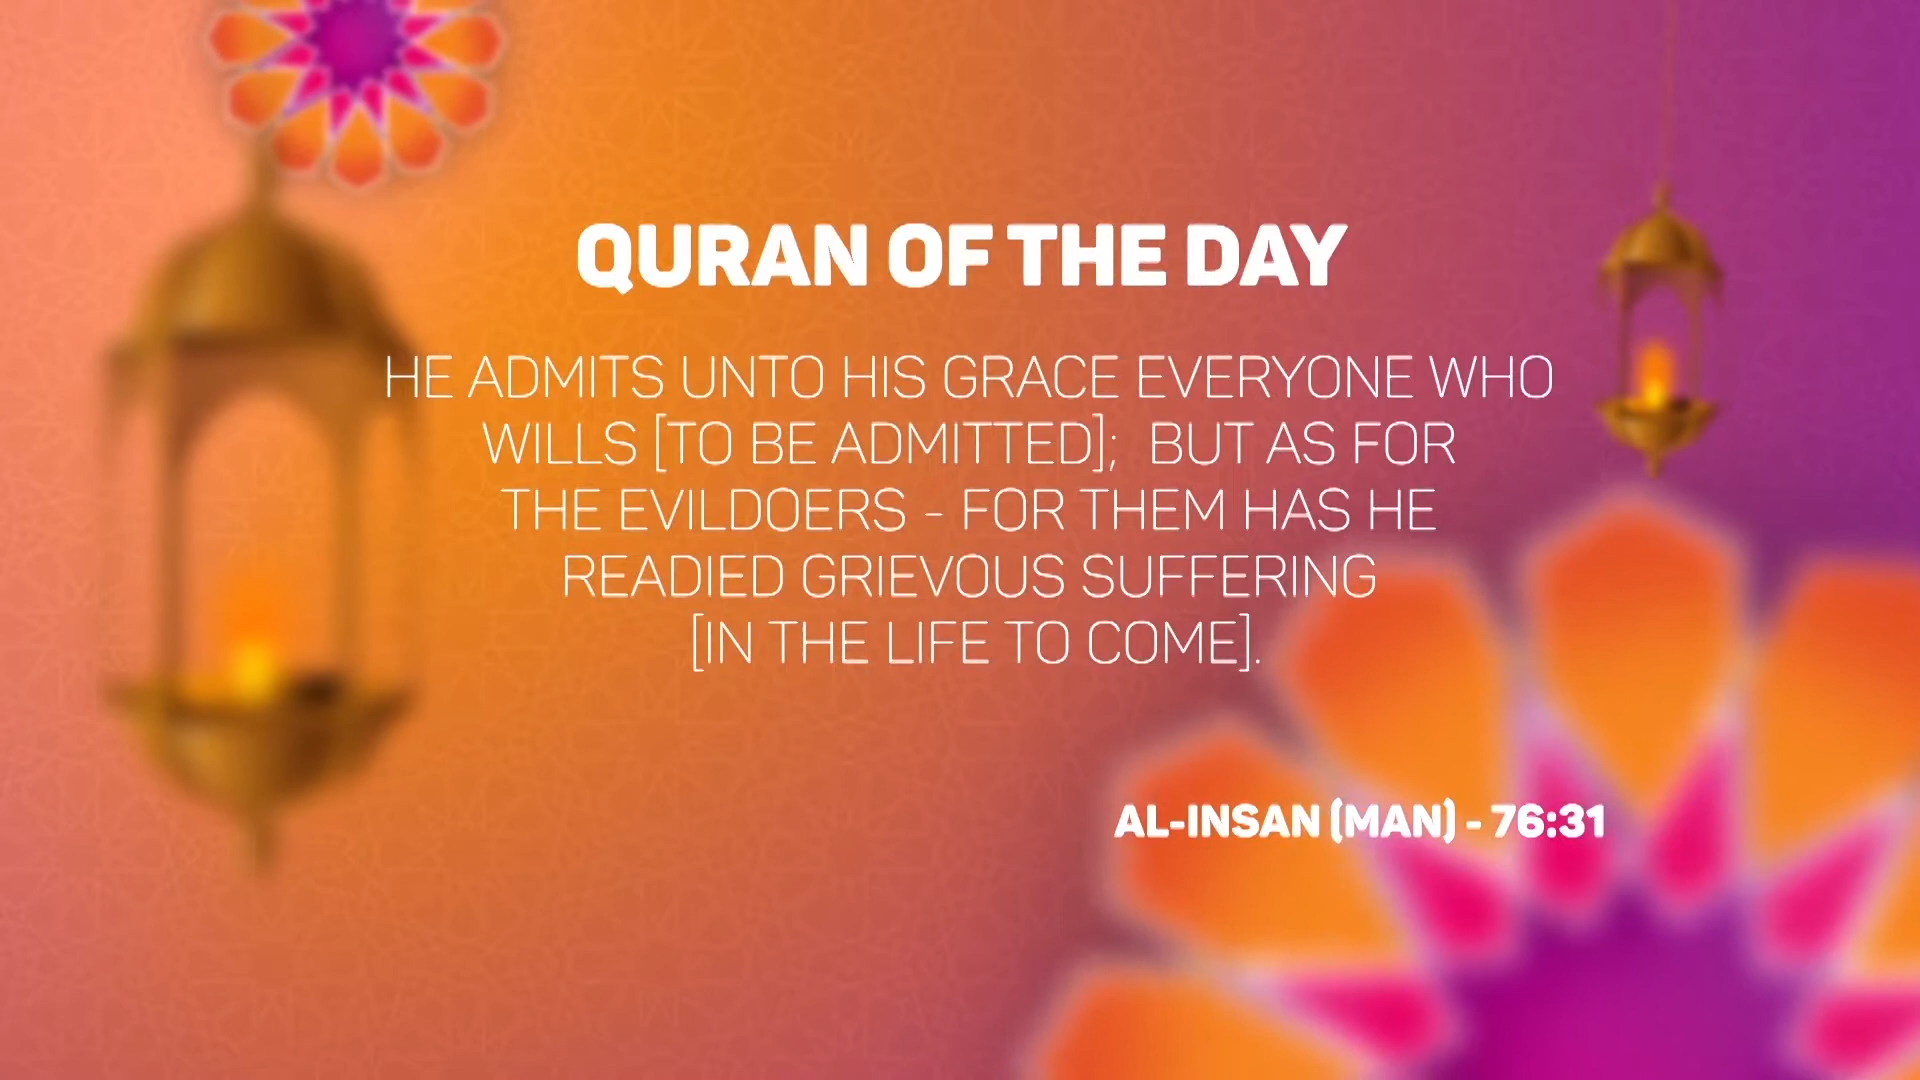 QURAN OF THE DAY
HE ADMITS UNTO HIS GRACE EVERYONE WHO
WILLS [TO BE ADMITTED]; BUT AS FOR
THE EVILDOERS - FOR THEM HAS HE
READIED GRIEVOUS SUFFERING
[IN THE LIFE TO COME].
AL-INSAN (MAN) - 76:31